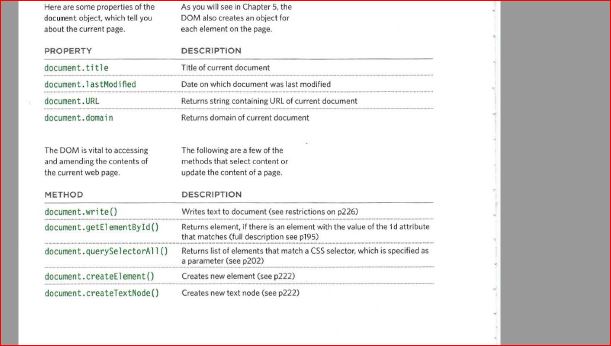 Here are some properties of the
document object, which tell you
about the current page.
As you will see in Chapter 5, the
DOM also creates an object for
each element on the page.
PROPERTY DESCRIPTION
document.title Title of current document
document.lastModified Date on which document was last modified
document.URL Returns string containing URL of current document
document.domain Returns domain of current document
The DOM is vital to accessing
and amending the contents of
the current web page.
The following are a few of the
methods that select content or
update the content of a page.
METHOD DESCRIPTION
document.write() Writes text to document (see restrictions on p226)
document.getElementById() Returns element, if there is an element with the value of the id attribute
that matches (full description see p195)
document.querySelectorAll() Returns list of elements that match a CSS selector, which is specified as
a parameter (see p202)
document.createElement() Creates new element (see p222)
document.createTextNode() Creates new text node (see p222)